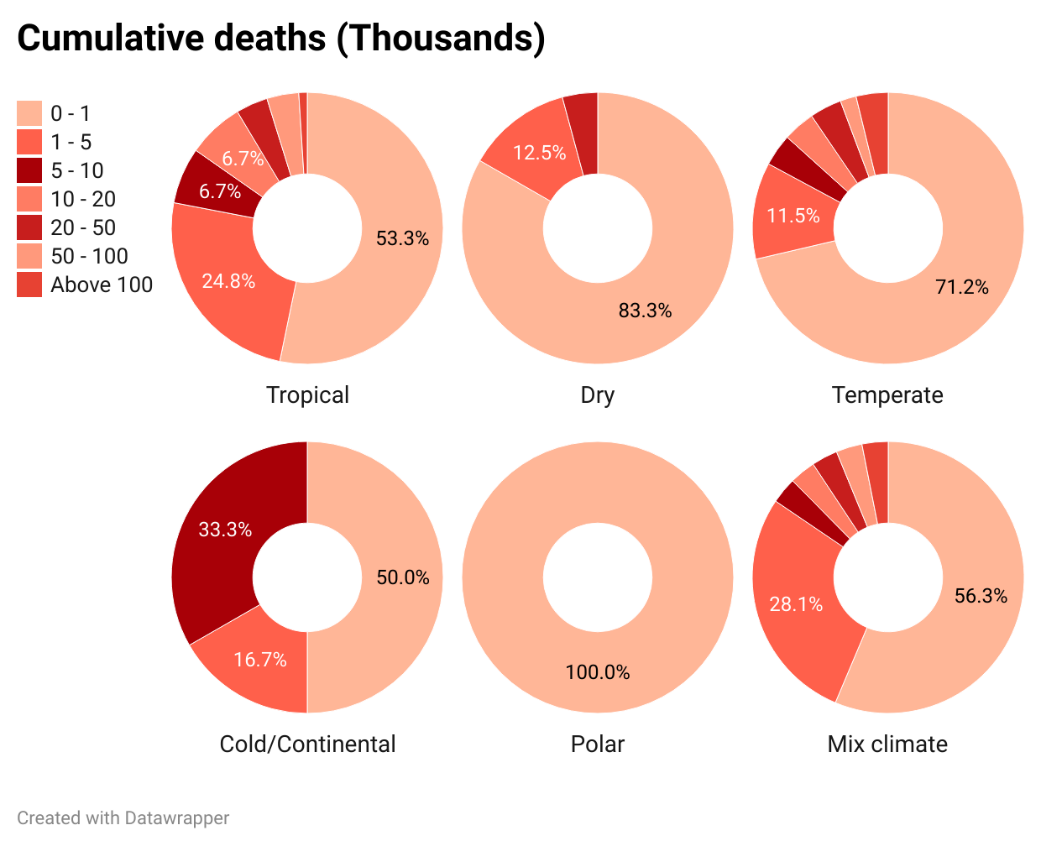 Cumulative deaths (Thousands)
0 - 1
1 - 5
5 - 10
10 - 20
20 - 50
50 - 100
Above 100
6.7%
6.7%
24.8%
53.3%
Tropical
12.5%
83.3%
Dry
11.5%
71.2%
Temperate
33.3%
50.0%
16.7%
Cold/Continental
100.0%
Polar
56.3%
28.1%
Mix climate
Created with Datawrapper